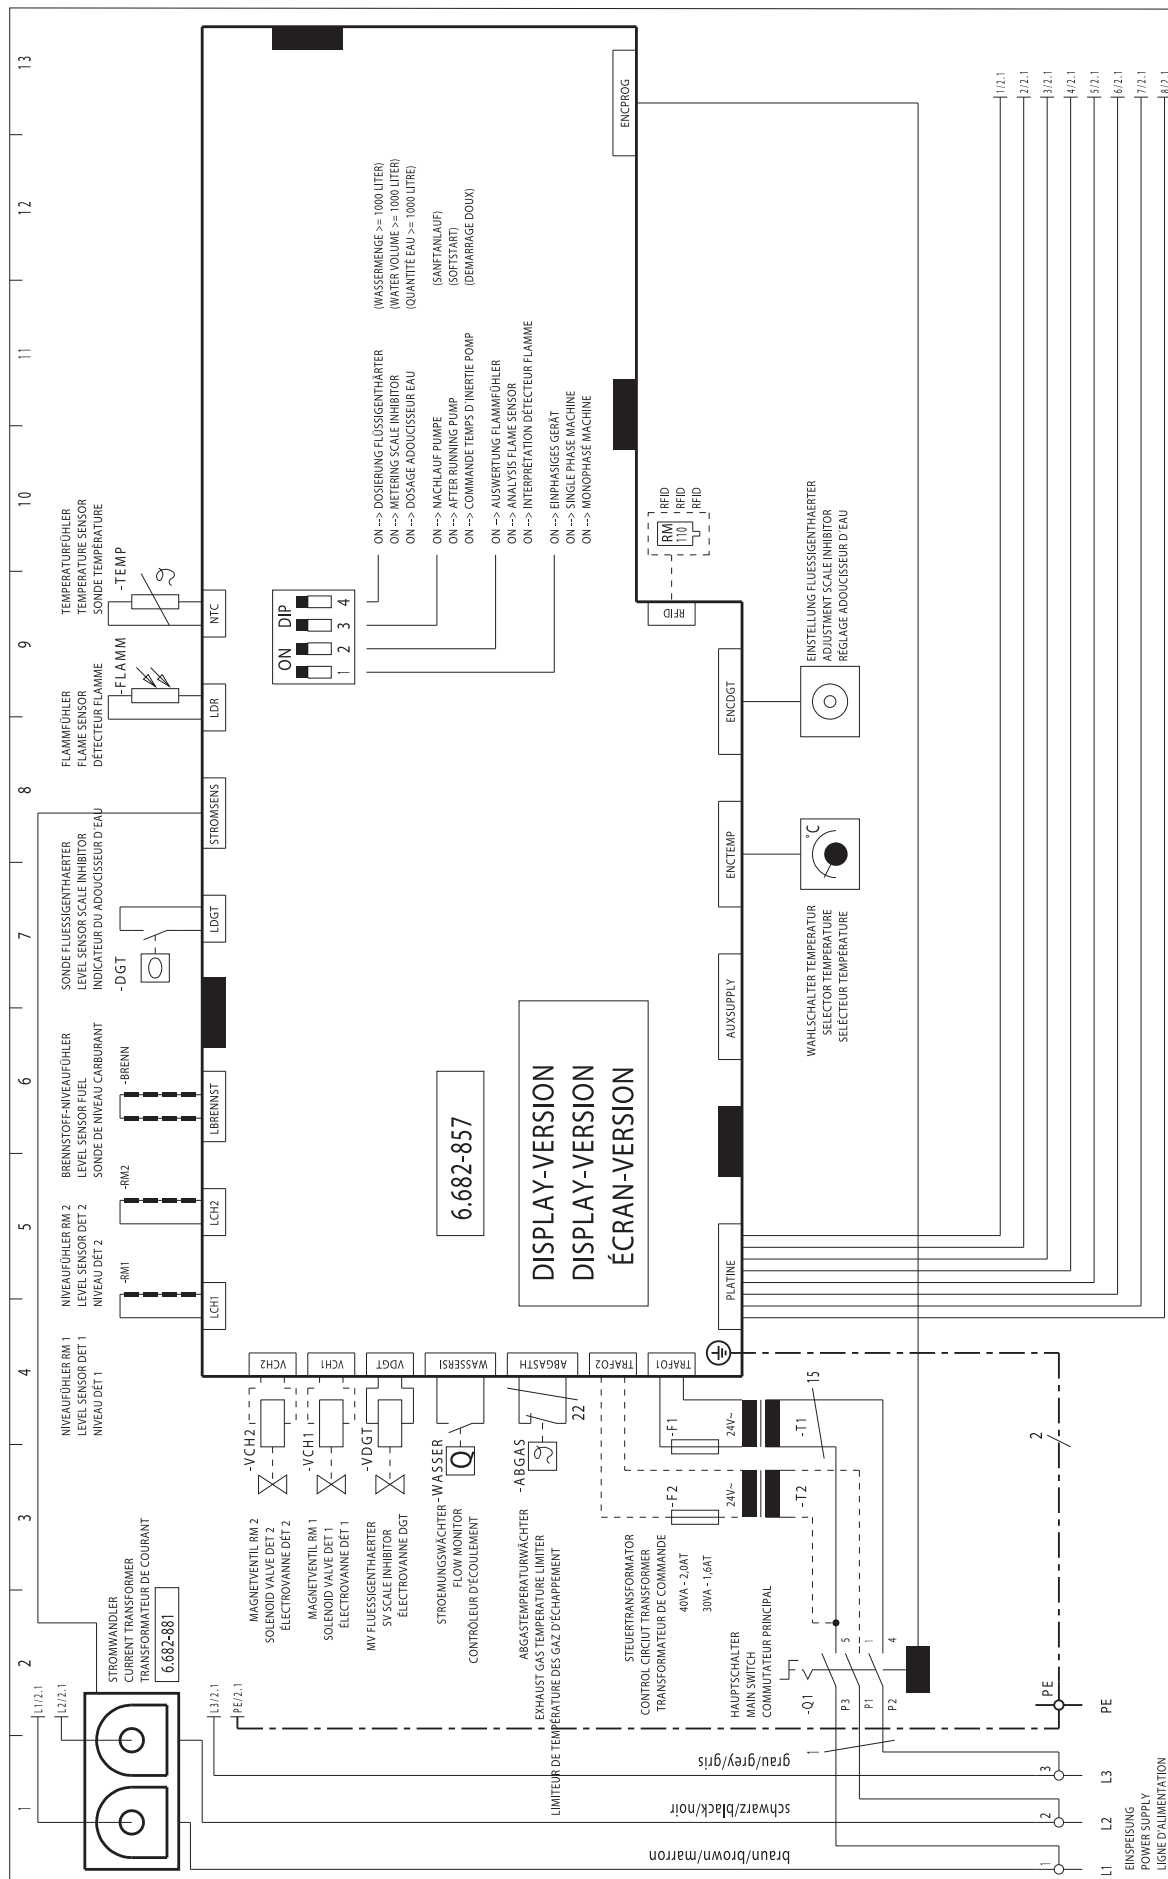 1
2
3
4
5
6
7
8
9
10
11
12
13
L1/2.1
L2/2.1
STROMWANDLER
CURRENT TRANSFORMER
TRANSFORMATEUR DE COURANT
6.682-881
L3/2.1
PE/2.1
NIVEAUFÜHLER RM 1
LEVEL SENSOR DET 1
NIVEAU DÉT 1
-RM1
LCH1
NIVEAUFÜHLER RM 2
LEVEL SENSOR DET 2
NIVEAU DÉT 2
-RM2
LCH2
BRENNSTOFF-NIVEAUFÜHLER
LEVEL SENSOR FUEL
SONDE DE NIVEAU CARBURANT
-BRENN
LBRENNST
SONDE FLUESSIGENTHAERTER
LEVEL SENSOR SCALE INHIBITOR
INDICATEUR DU ADOUCISSEUR D'EAU
-DGT
LDGT
STROMSENS
FLAMMFÜHLER
FLAME SENSOR
DÉTECTEUR FLAMME
-FLAMM
LDR
TEMPERATURFÜHLER
TEMPERATURE SENSOR
SONDE TEMPÉRATURE
-TEMP
NTC
MAGNETVENTIL RM 2
SOLENOID VALVE DET 2
ÉLECTROVANNE DÉT 2
-VCH2
VCH2
MAGNETVENTIL RM 1
SOLENOID VALVE DET 1
ÉLECTROVANNE DÉT 1
-VCH1
VCH1
MV FLUESSIGENTHAERTER
SV SCALE INHIBITOR
ÉLECTROVANNE DGT
-VDGT
VDGT
STROEMUNGSWÄCHTER
FLOW MONITOR
CONTRÔLEUR D'ÉCOULEMENT
-WASSER
Q
WASSERSI
ABGASTEMPERATURWÄCHTER
EXHAUST GAS TEMPERATURE LIMITER
LIMITEUR DE TEMPÉRATURE DES GAZ D'ÉCHAPPEMENT
-ABGAS
22
ABGASTH
STEUERTRANSFORMATOR
CONTROL CIRCIUT TRANSFORMER
TRANSFORMATEUR DE COMMANDE
40VA - 2,0AT
30VA - 1,6AT
-F2
-F1
24V~
24V~
-T2
-T1
TRAFO2
TRAFO1
15
2
HAUPTSCHALTER
MAIN SWITCH
COMMUTATEUR PRINCIPAL
-Q1
P3
5
P1
1
P2
4
1
ON DIP
1 2 3 4
ON --> DOSIERUNG FLÜSSIGENTHÄRTER (WASSERMENGE >= 1000 LITER)
ON --> METERING SCALE INHIBITOR (WATER VOLUME >= 1000 LITER)
ON --> DOSAGE ADOUCISSEUR EAU (QUANTITÉ EAU >= 1000 LITRE)
ON --> NACHLAUF PUMPE (SANFTANLAUF)
ON --> AFTER RUNNING PUMP (SOFTSTART)
ON --> COMMANDE TEMPS D'INERTIE POMP (DEMARRAGE DOUX)
ON --> AUSWERTUNG FLAMMFÜHLER
ON --> ANALYSIS FLAME SENSOR
ON --> INTERPRÉTATION DÉTECTEUR FLAMME
ON --> EINPHASIGES GERÄT
ON --> SINGLE PHASE MACHINE
ON --> MONOPHASÉ MACHINE
6.682-857
DISPLAY-VERSION
DISPLAY-VERSION
ÉCRAN-VERSION
ENCPROG
RFID
RM
110
RFID
RFID
RFID
PLATINE
AUXSUPPLY
ENCTEMP
ENCDGT
°C
WAHLSCHALTER TEMPERATUR
SELECTOR TEMPERATURE
SELÉCTEUR TEMPÉRATURE
EINSTELLUNG FLUESSIGENTHAERTER
ADJUSTMENT SCALE INHIBITOR
RÉGLAGE ADOUCISSEUR D'EAU
1/2.1
2/2.1
3/2.1
4/2.1
5/2.1
6/2.1
7/2.1
8/2.1
braun/brown/marron
schwarz/black/noir
grau/grey/gris
1
2
3
PE
L1
L2
L3
PE
EINSPEISUNG
POWER SUPPLY
LIGNE D'ALIMENTATION